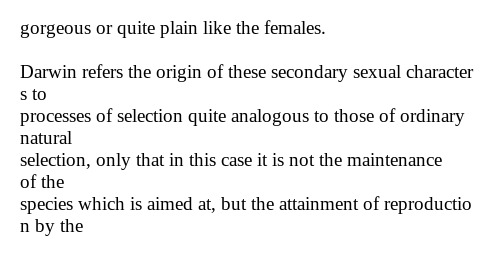 gorgeous or quite plain like the females.

Darwin refers the origin of these secondary sexual character
s to
processes of selection quite analogous to those of ordinary
natural
selection, only that in this case it is not the maintenance
of the
species which is aimed at, but the attainment of reproductio
n by the